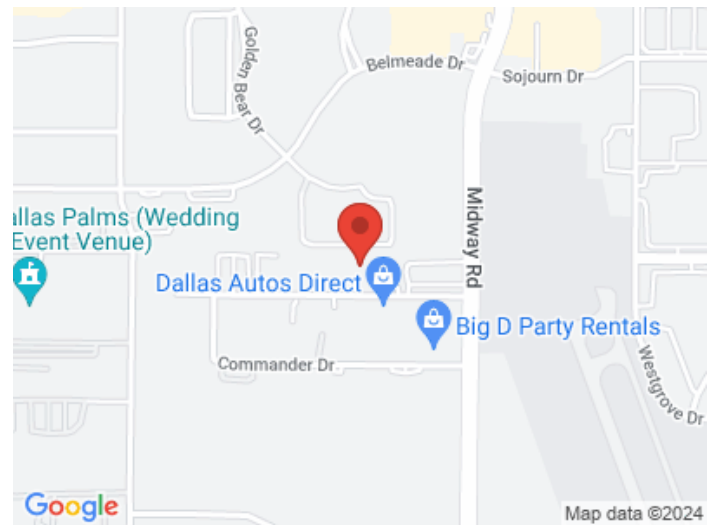 Golden Bear Dr
Belmeade Dr
Sojourn Dr
allas Palms (Wedding
Event Venue)
Midway Rd
Dallas Autos Direct
Big D Party Rentals
Commander Dr
Westgrove Dr
Google
Map data ©2024